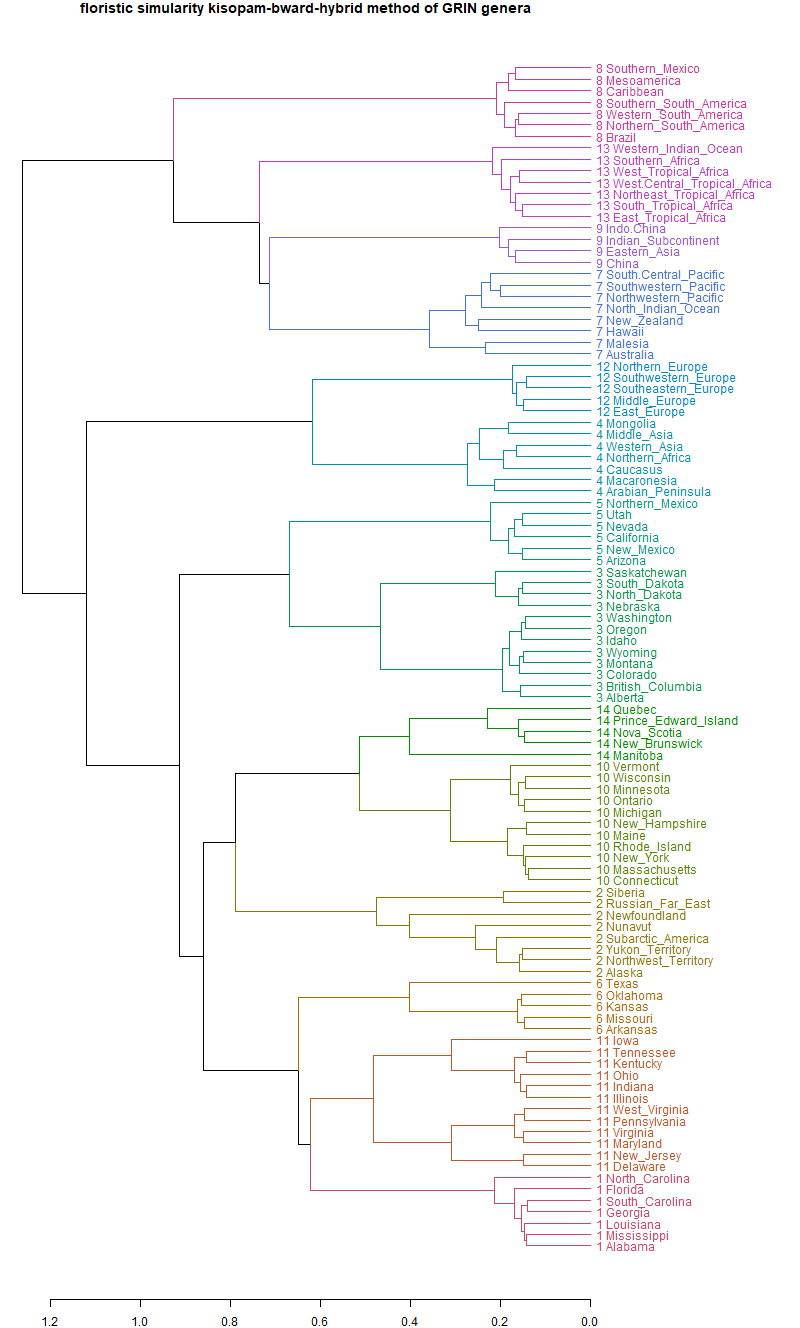 floristic simularity kisopam-bward-hybrid method of GRIN genera
8 Southern_Mexico
8 Mesoamerica
8 Caribbean
8 Southern_South_America
8 Western_South_America
8 Northern_South_America
8 Brazil
13 Western_Indian_Ocean
13 Southern_Africa
13 West_Tropical_Africa
13 West.Central_Tropical_Africa
13 Northeast_Tropical_Africa
13 South_Tropical_Africa
13 East_Tropical_Africa
9 Indo.China
9 Indian_Subcontinent
9 Eastern_Asia
9 China
7 South.Central_Pacific
7 Southwestern_Pacific
7 Northwestern_Pacific
7 North_Indian_Ocean
7 New_Zealand
7 Hawaii
7 Malesia
7 Australia
12 Northern_Europe
12 Southwestern_Europe
12 Southeastern_Europe
12 Middle_Europe
12 East_Europe
4 Mongolia
4 Middle_Asia
4 Western_Asia
4 Northern_Africa
4 Caucasus
4 Macaronesia
4 Arabian_Peninsula
5 Northern_Mexico
5 Utah
5 Nevada
5 California
5 New_Mexico
5 Arizona
3 Saskatchewan
3 South_Dakota
3 North_Dakota
3 Nebraska
3 Washington
3 Oregon
3 Idaho
3 Wyoming
3 Montana
3 Colorado
3 British_Columbia
3 Alberta
14 Quebec
14 Prince_Edward_Island
14 Nova_Scotia
14 New_Brunswick
14 Manitoba
10 Vermont
10 Wisconsin
10 Minnesota
10 Ontario
10 Michigan
10 New_Hampshire
10 Maine
10 Rhode_Island
10 New_York
10 Massachusetts
10 Connecticut
2 Siberia
2 Russian_Far_East
2 Newfoundland
2 Nunavut
2 Subarctic_America
2 Yukon_Territory
2 Northwest_Territory
2 Alaska
6 Texas
6 Oklahoma
6 Kansas
6 Missouri
6 Arkansas
11 Iowa
11 Tennessee
11 Kentucky
11 Ohio
11 Indiana
11 Illinois
11 West_Virginia
11 Pennsylvania
11 Virginia
11 Maryland
11 New_Jersey
11 Delaware
1 North_Carolina
1 Florida
1 South_Carolina
1 Georgia
1 Louisiana
1 Mississippi
1 Alabama
1.2 1.0 0.8 0.6 0.4 0.2 0.0